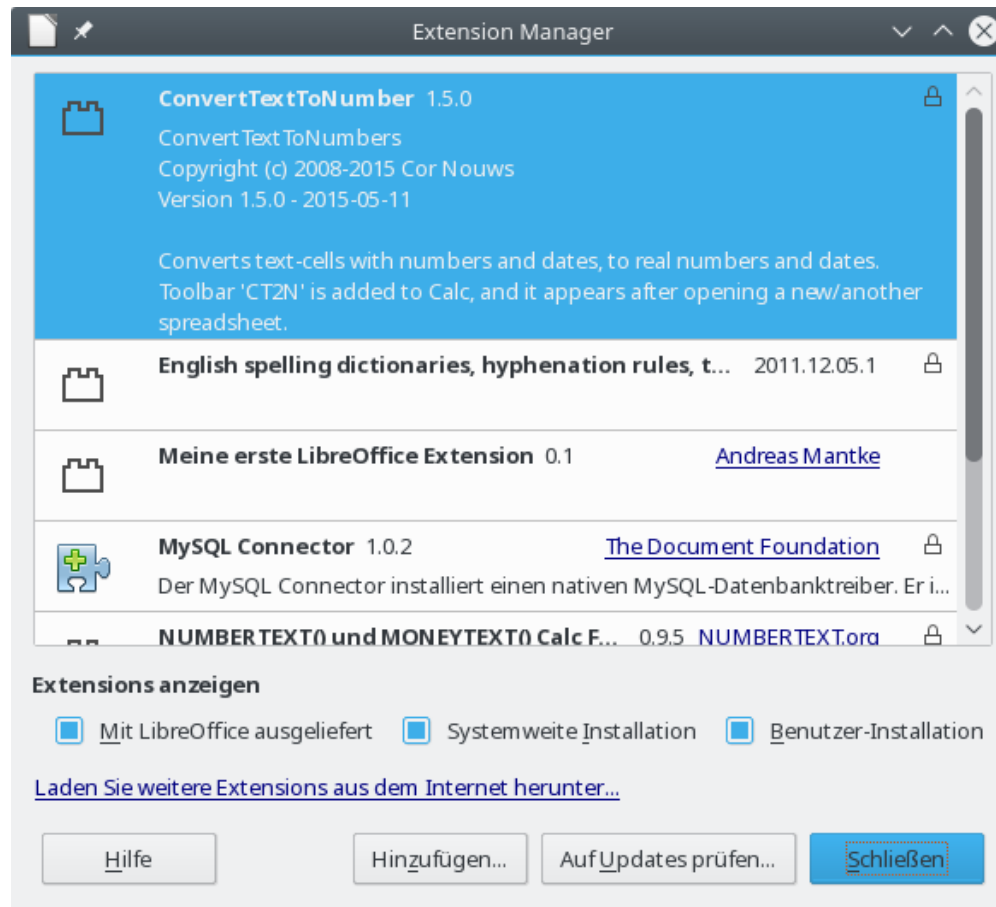 Extension Manager
ConvertTextToNumber 1.5.0
ConvertTextToNumbers
Copyright (c) 2008-2015 Cor Nouws
Version 1.5.0 - 2015-05-11
Converts text-cells with numbers and dates, to real numbers and dates.
Toolbar 'CT2N' is added to Calc, and it appears after opening a new/another
spreadsheet.
English spelling dictionaries, hyphenation rules, t... 2011.12.05.1
Meine erste LibreOffice Extension 0.1 Andreas Mantke
MySQL Connector 1.0.2 The Document Foundation
Der MySQL Connector installiert einen nativen MySQL-Datenbanktreiber. Er i...
NUMBERTEXT() und MONEYTEXT() Calc F... 0.9.5 NUMBERTEXT.org
Extensions anzeigen
Mit LibreOffice ausgeliefert Systemweite Installation Benutzer-Installation
Laden Sie weitere Extensions aus dem Internet herunter...
Hilfe Hinzufügen... Auf Updates prüfen... Schließen